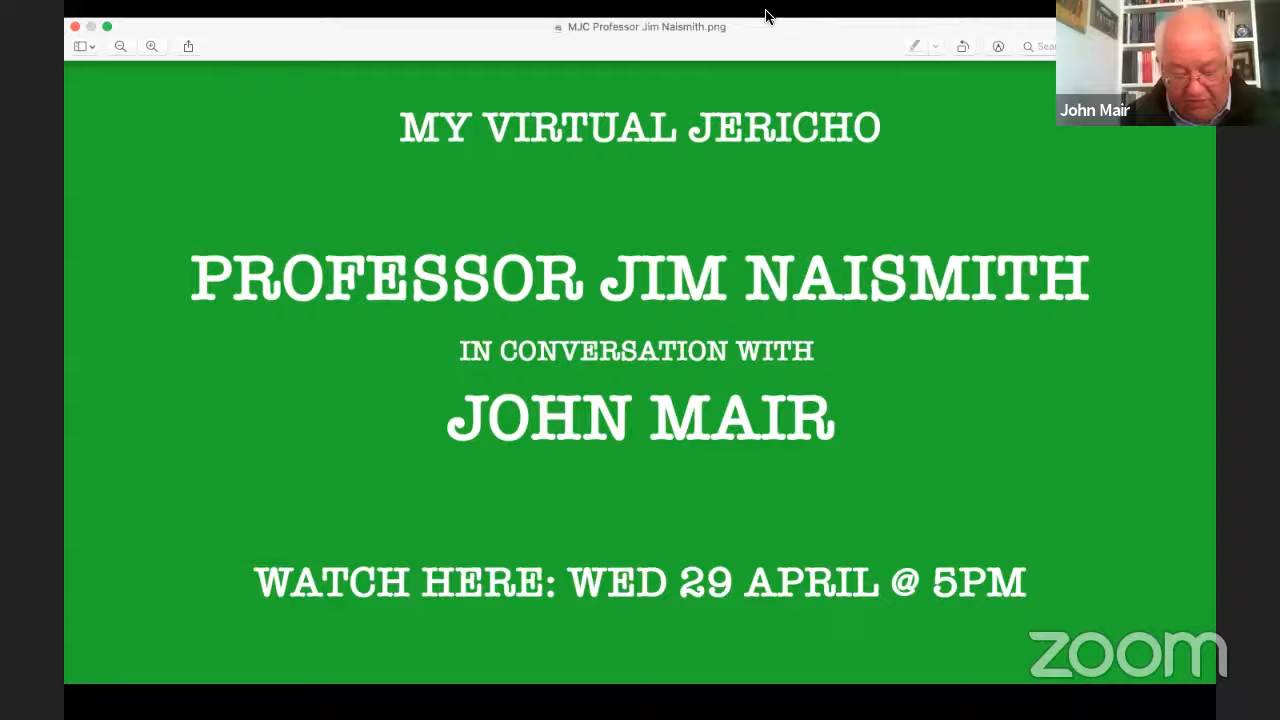 MJC Professor Jim Naismith.png
Sea
John Mair
MY VIRTUAL JERICHO
PROFESSOR JIM NAISMITH
IN CONVERSATION WITH
JOHN MAIR
WATCH HERE: WED 29 APRIL @ 5PM
zoom